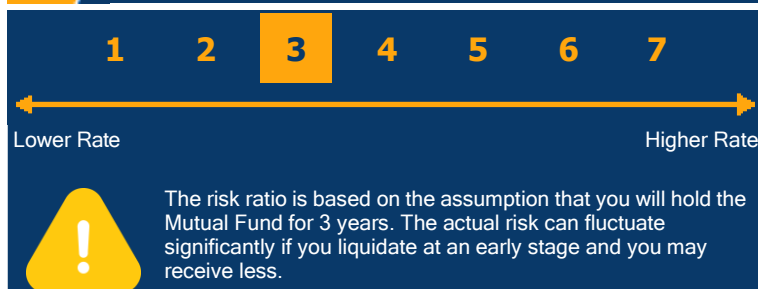 1 2 3 4 5 6 7
Lower Rate Higher Rate
The risk ratio is based on the assumption that you will hold the
Mutual Fund for 3 years. The actual risk can fluctuate
significantly if you liquidate at an early stage and you may
receive less.